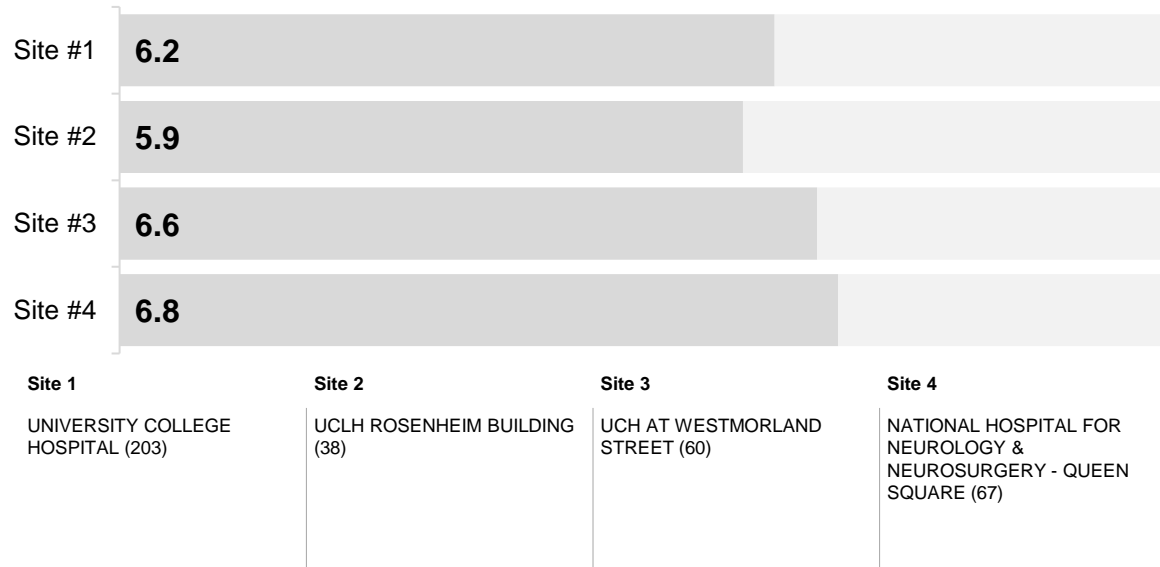 Site #1
6.2
Site #2
5.9
Site #3
6.6
Site #4
6.8
Site 1
UNIVERSITY COLLEGE
HOSPITAL (203)
Site 2
UCLH ROSENHEIM BUILDING
(38)
Site 3
UCH AT WESTMORLAND
STREET (60)
Site 4
NATIONAL HOSPITAL FOR
NEUROLOGY &
NEUROSURGERY - QUEEN
SQUARE (67)